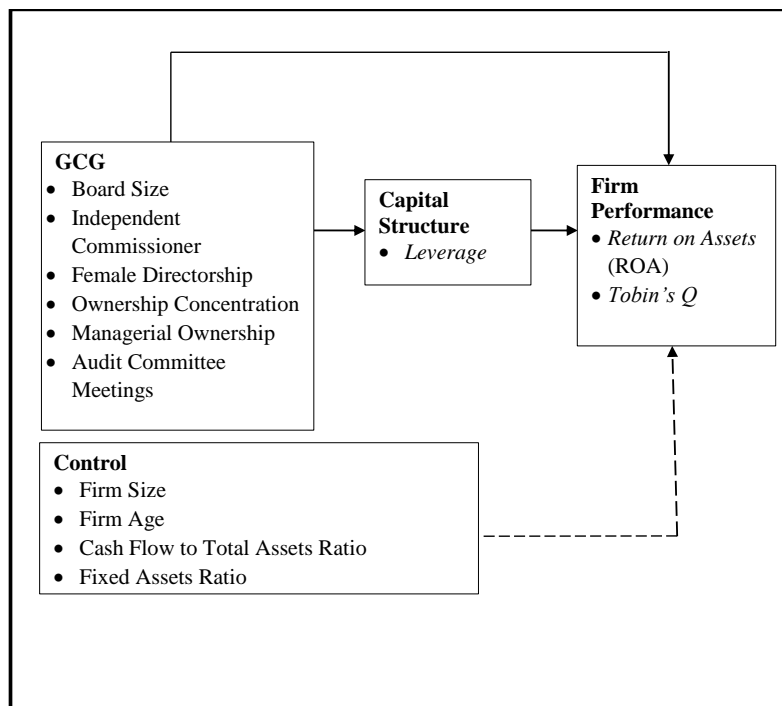 GCG
• Board Size
• Independent
Commissioner
• Female Directorship
• Ownership Concentration
• Managerial Ownership
• Audit Committee
Meetings
Capital
Structure
• Leverage
Firm
Performance
• Return on Assets
(ROA)
• Tobin’s Q
Control
• Firm Size
• Firm Age
• Cash Flow to Total Assets Ratio
• Fixed Assets Ratio